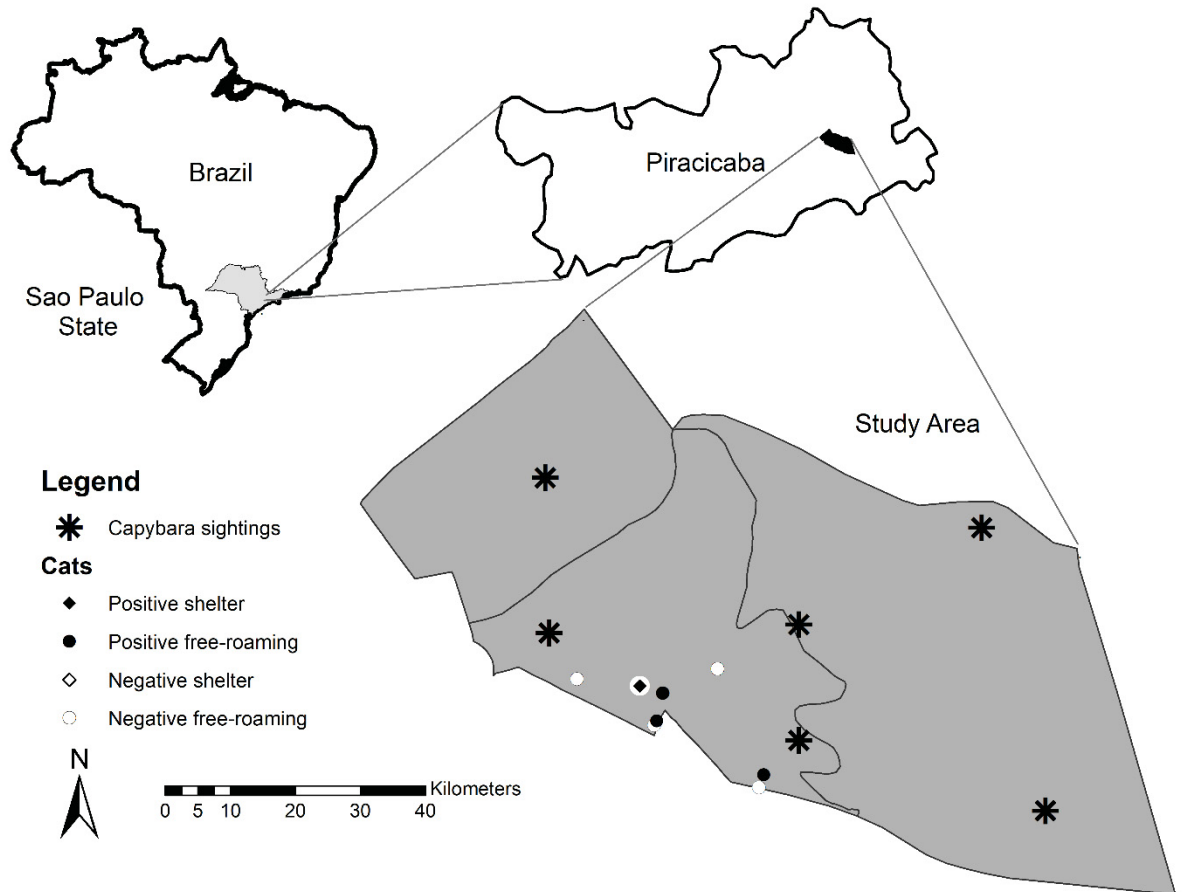 Brazil
Piracicaba
Sao Paulo
State
Study Area
Legend
Capybara sightings
Cats
Positive shelter
Positive free-roaming
Negative shelter
Negative free-roaming
N
Kilometers
0 5 10 20 30 40